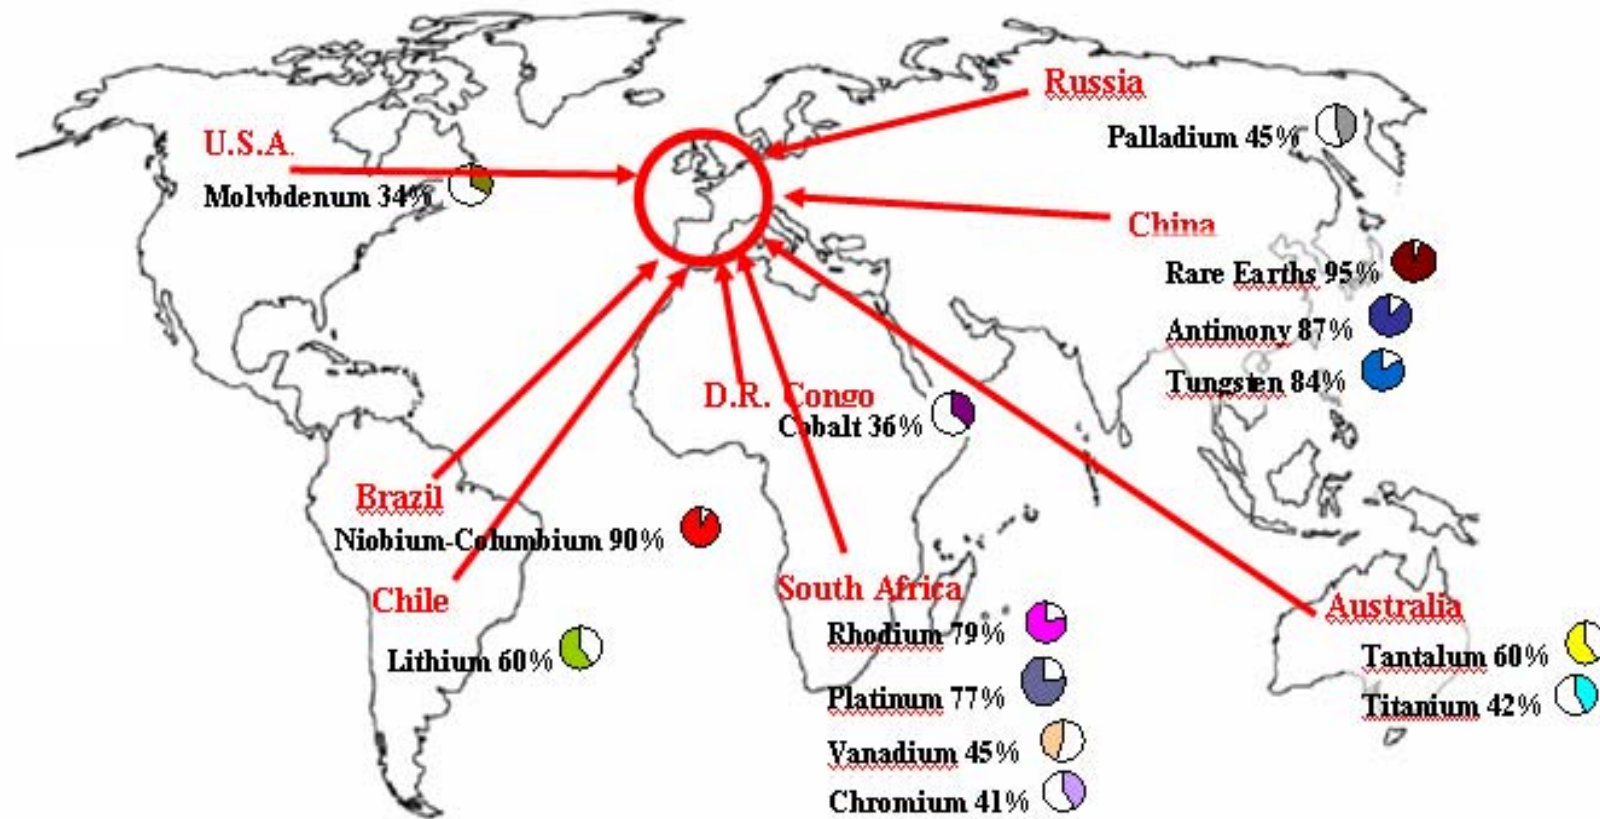 Russia
Palladium 45%
U.S.A.
Molybdenum 34%
China
Rare Earths 95%
Antimony 87%
Tungsten 84%
D.R. Congo
Cobalt 36%
Brazil
Niobium-Columbium 90%
Chile
Lithium 60%
South Africa
Rhodium 79%
Platinum 77%
Vanadium 45%
Chromium 41%
Australia
Tantalum 60%
Titanium 42%